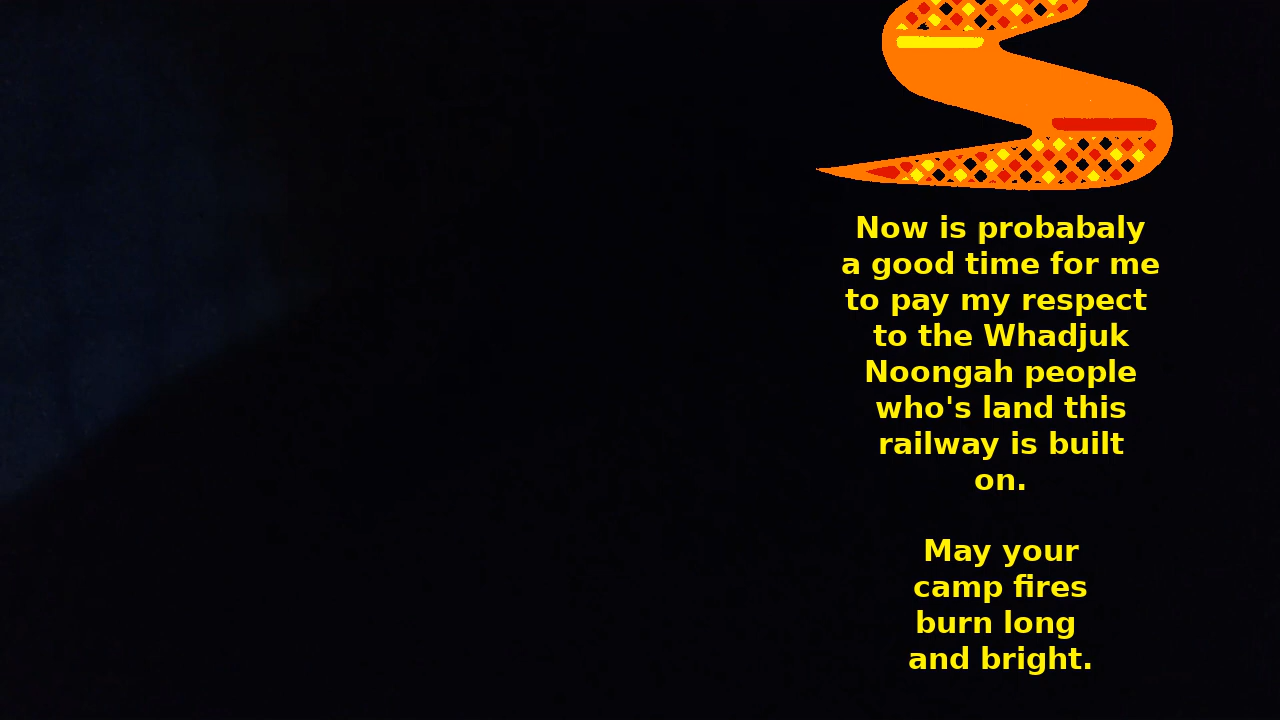 Now is probabaly
a good time for me
to pay my respect
to the Whadjuk
Noongah people
who's land this
railway is built
on.
May your
camp fires
burn long
and bright.